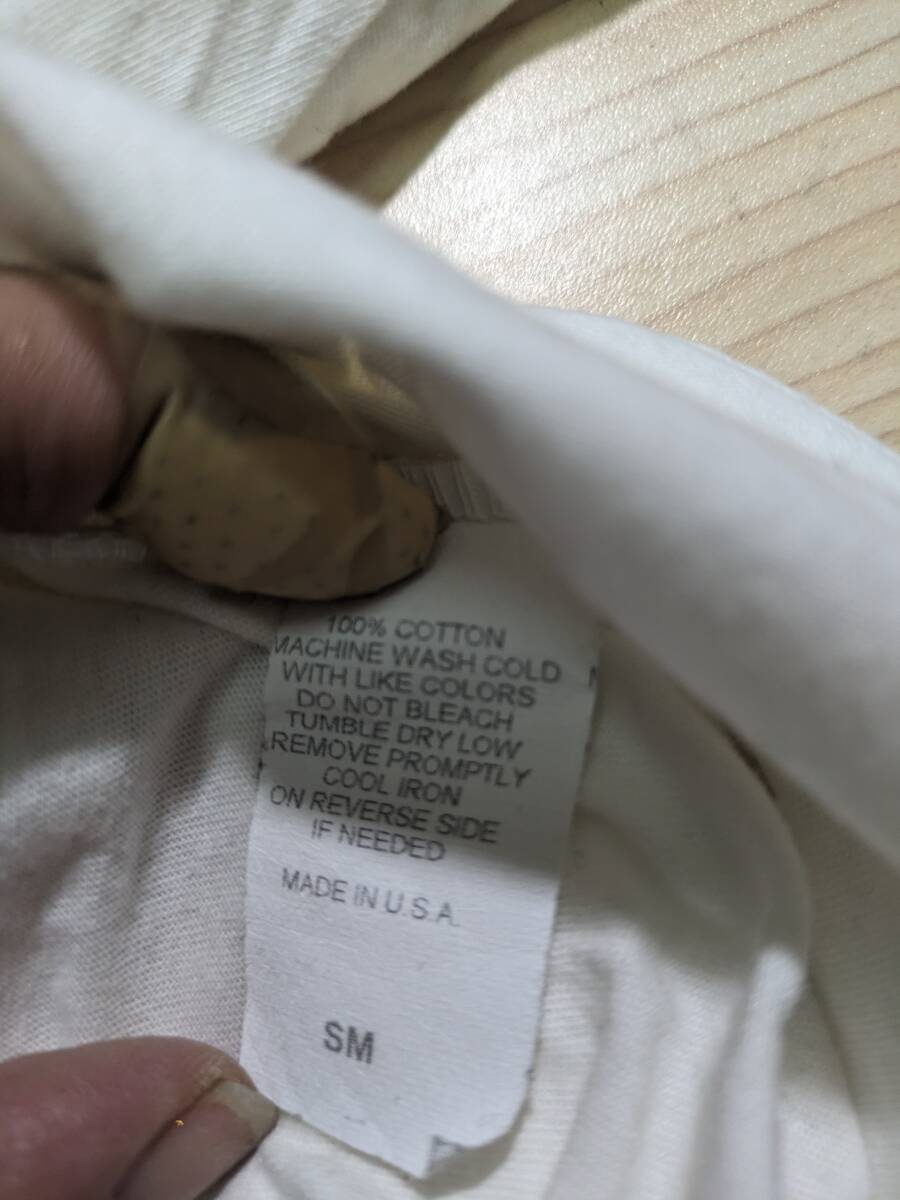 100% COTTON
MACHINE WASH COLD
WITH LIKE COLORS
DO NOT BLEACH
TUMBLE DRY LOW
REMOVE PROMPTLY
COOL IRON
ON REVERSE SIDE
IF NEEDED
MADE IN U.S.A.
SM